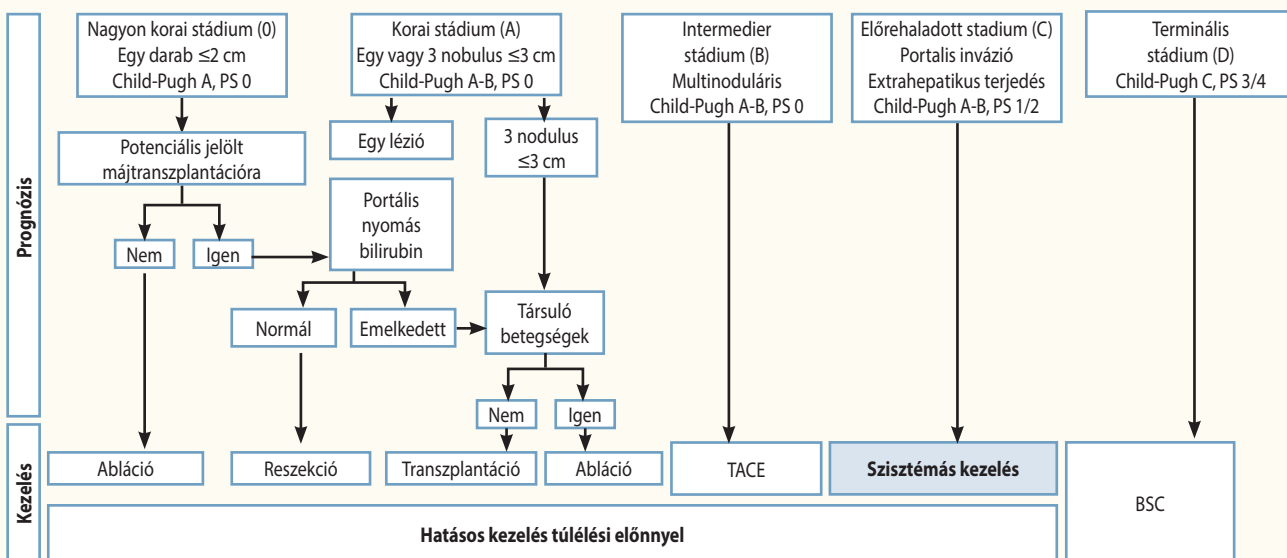 Nagyon korai stádium (0)
Egy darab ≤2 cm
Child-Pugh A, PS 0
Korai stádium (A)
Egy vagy 3 nobulus ≤3 cm
Child-Pugh A-B, PS 0
Intermedier
stádium (B)
Multinoduláris
Child-Pugh A-B, PS 0
Előrehaladott stadium (C)
Portalis invázió
Extrahepatikus terjedés
Child-Pugh A-B, PS 1/2
Terminális
stádium (D)
Child-Pugh C, PS 3/4
Prognózis
Potenciális jelölt
májtranszplantációra
Egy lézió
3 nodulus
≤3 cm
Nem
Igen
Portális
nyomás
bilirubin
Normál
Emelkedett
Társuló
betegségek
Nem
Igen
Kezelés
Abláció
Reszekció
Transzplantáció
Abláció
TACE
Szisztémás kezelés
BSC
Hatásos kezelés túlélési előnnyel